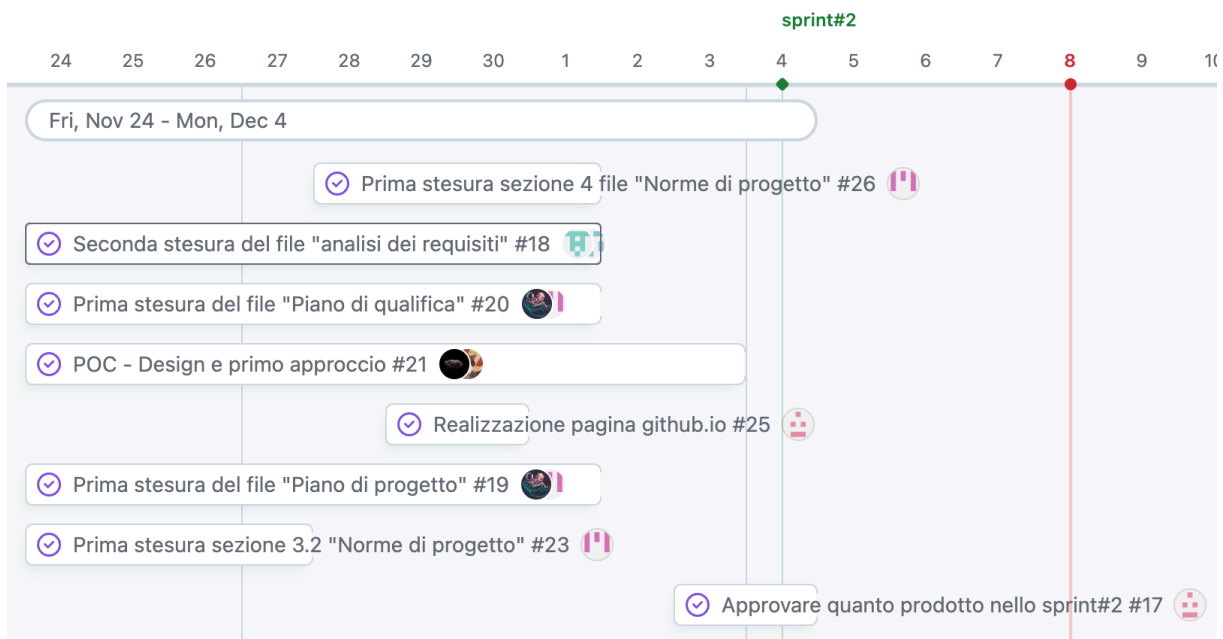 sprint#2
24 25 26 27 28 29 30 1 2 3 4 5 6 7 8 9 10
Fri, Nov 24 - Mon, Dec 4
Prima stesura sezione 4 file "Norme di progetto" #26
Seconda stesura del file "analisi dei requisiti" #18
Prima stesura del file "Piano di qualifica" #20
POC - Design e primo approccio #21
Realizzazione pagina github.io #25
Prima stesura del file "Piano di progetto" #19
Prima stesura sezione 3.2 "Norme di progetto" #23
Approvare quanto prodotto nello sprint#2 #17